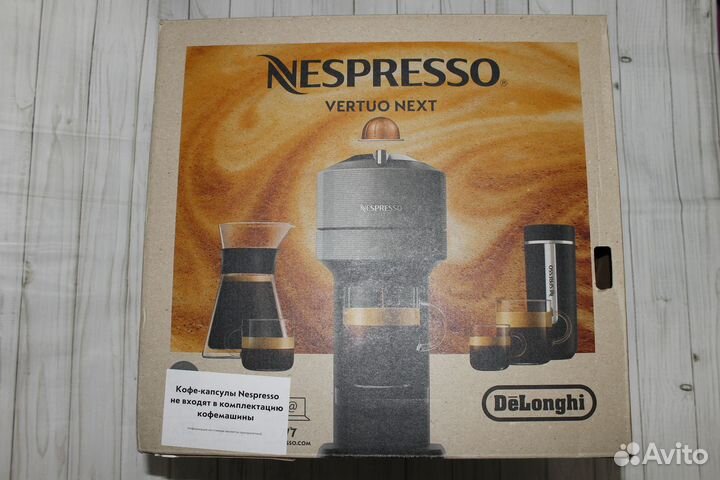 NESPRESSO®
VERTUO NEXT
NESPRESSO
NESPRESSO
Кофе-капсулы Nespresso
не входят в комплектацию
кофемашины
@
DeLonghi
Avito